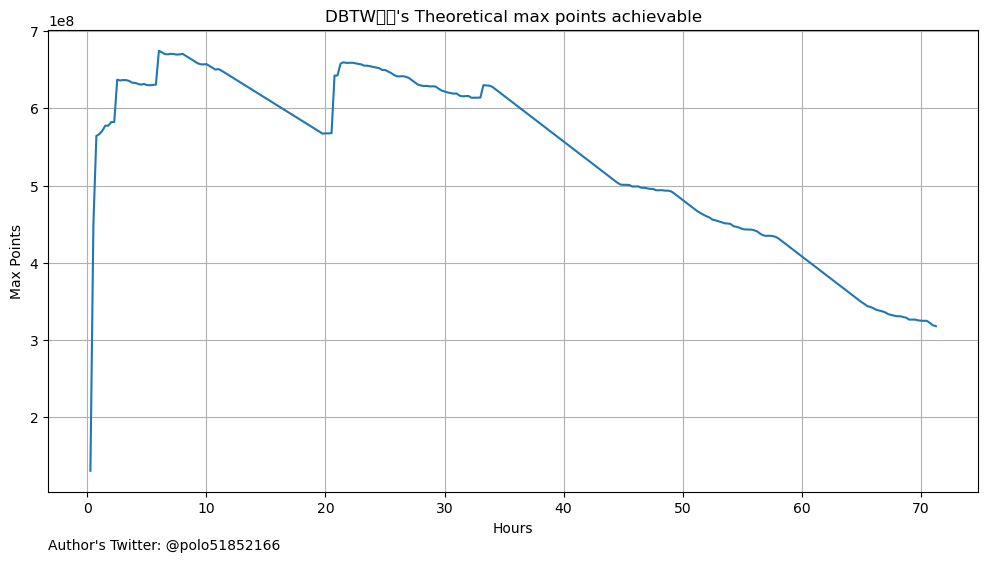 DBTW's Theoretical max points achievable
1e8
7
6
5
4
3
2
Max Points
0 10 20 30 40 50 60 70
Hours
Author's Twitter: @polo51852166